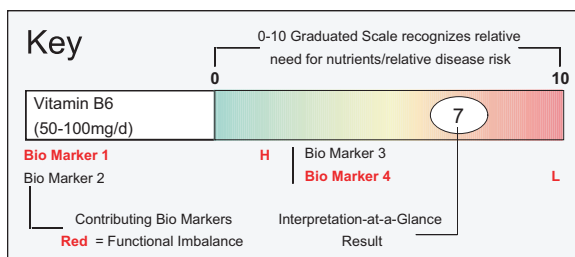 Key
0-10 Graduated Scale recognizes relative
need for nutrients/relative disease risk
0 10
Vitamin B6
(50-100mg/d)
7
Bio Marker 1 H Bio Marker 3
Bio Marker 2 Bio Marker 4 L
Contributing Bio Markers
Red = Functional Imbalance
Interpretation-at-a-Glance
Result